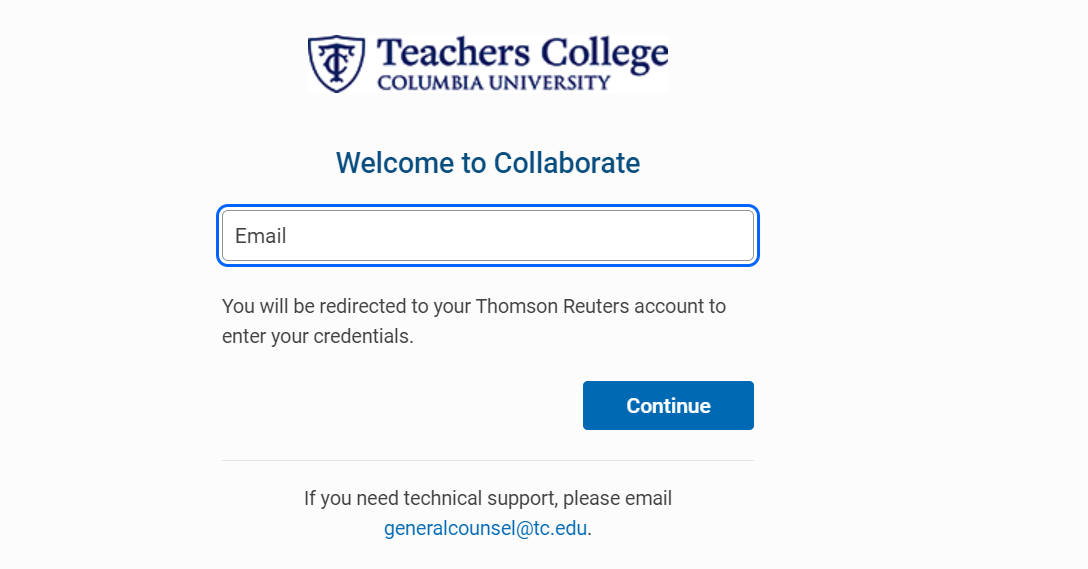 Teachers College
COLUMBIA UNIVERSITY
Welcome to Collaborate
Email
You will be redirected to your Thomson Reuters account to
enter your credentials.
Continue
If you need technical support, please email
generalcounsel@tc.edu.